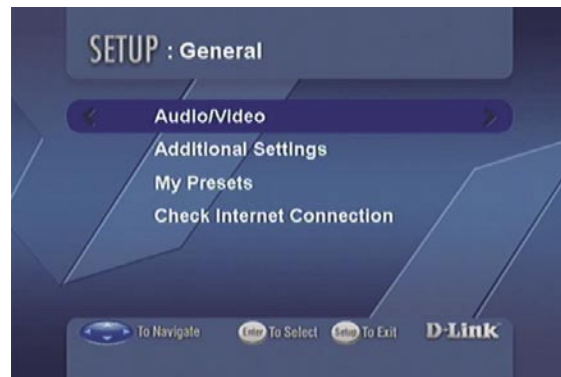 SETUP : General
Audio/Video
Additional Settings
My Presets
Check Internet Connection
To Navigate Enter To Select Setup To Exit D-Link